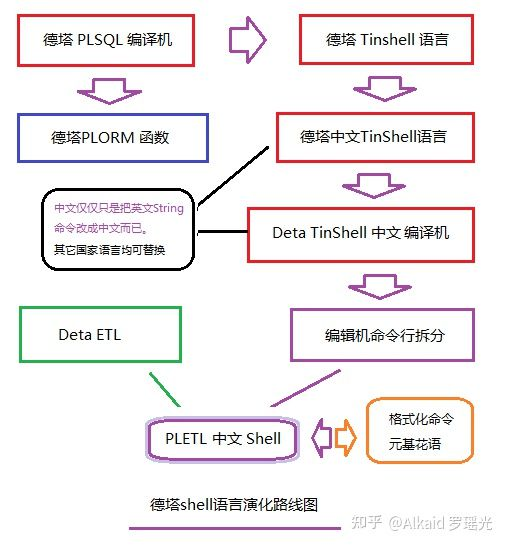 德塔 PLSQL 编译机
德塔 Tinshell 语言
德塔PLORM 函数
德塔中文TinShell语言
中文仅仅只是把英文String
命令改成中文而已。
其它国家语言均可替换
Deta TinShell 中文 编译机
Deta ETL
编辑机命令行拆分
PLETL 中文 Shell
格式化命令
元基花语
德塔shell语言演化路线图
知乎 @Alkaid 罗瑶光